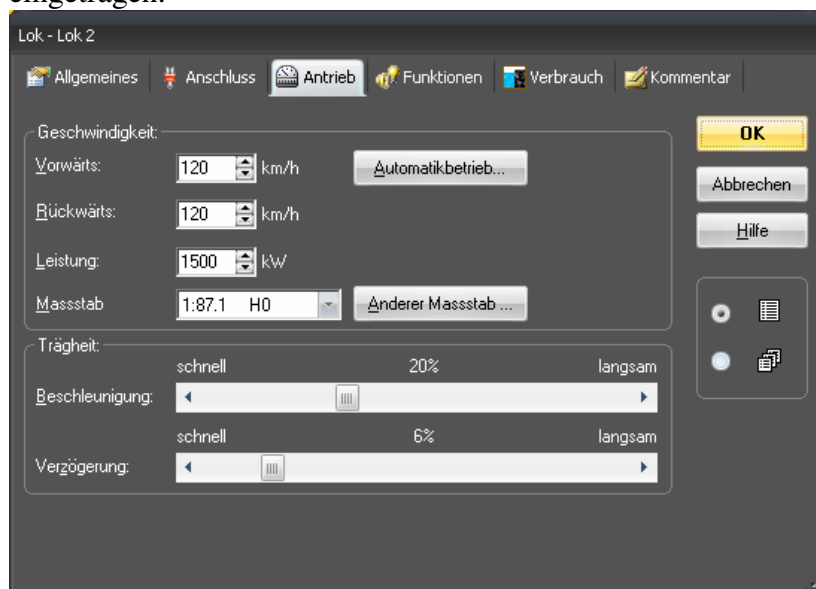 eingetragen.
Lok - Lok 2
Allgemeines Anschluss Antrieb Funktionen Verbrauch Kommentar
Geschwindigkeit:
Vorwärts: 120 km/h Automatikbetrieb...
Rückwärts: 120 km/h
Leistung: 1500 kW
Massstab 1:87.1 H0 Anderer Massstab ...
OK
Abbrechen
Hilfe
Trägheit:
schnell 20% langsam
Beschleunigung:
schnell 6% langsam
Verzögerung: